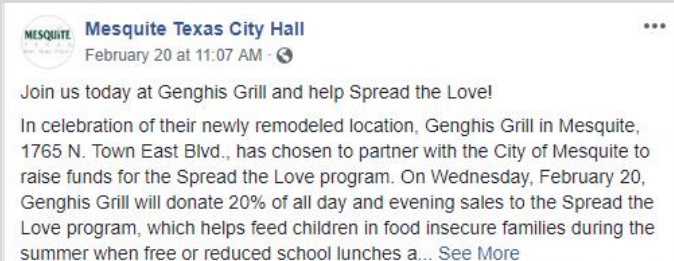 MESQUITE
T E X A S
Mesquite Texas City Hall
February 20 at 11:07 AM ·
Join us today at Genghis Grill and help Spread the Love!
In celebration of their newly remodeled location, Genghis Grill in Mesquite,
1765 N. Town East Blvd., has chosen to partner with the City of Mesquite to
raise funds for the Spread the Love program. On Wednesday, February 20,
Genghis Grill will donate 20% of all day and evening sales to the Spread the
Love program, which helps feed children in food insecure families during the
summer when free or reduced school lunches a... See More